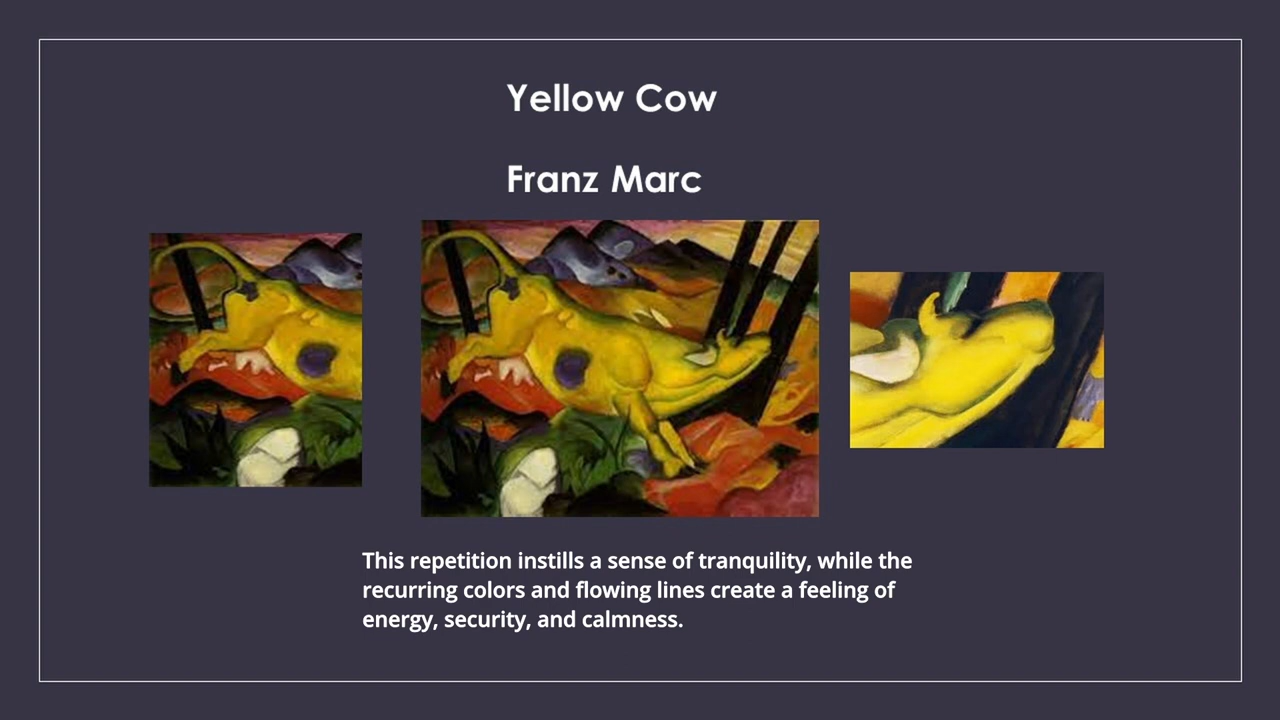 Yellow Cow
Franz Marc
This repetition instills a sense of tranquility, while the
recurring colors and flowing lines create a feeling of
energy, security, and calmness.